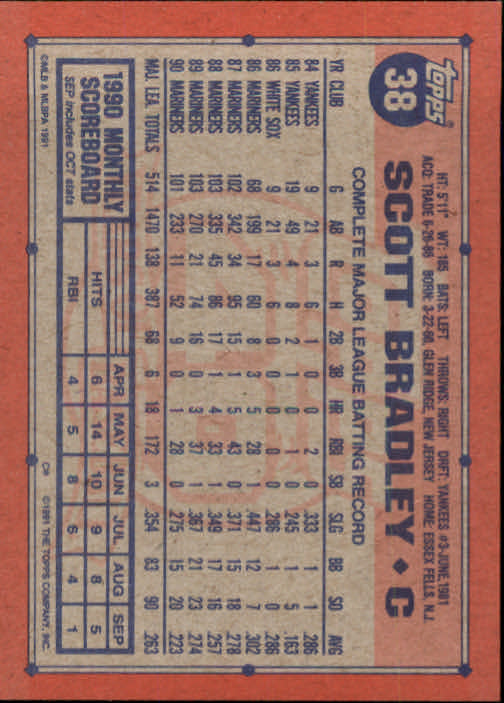 TOPPS®
38
SCOTT BRADLEY • C
HT: 5'11" WT: 185 BATS: LEFT THROWS: RIGHT DRFT: YANKEES #3-JUNE, 1981
ACQ: TRADE 6-26-86 BORN: 3-22-60, GLEN RIDGE, NEW JERSEY HOME: ESSEX FELLS, N.J.
COMPLETE MAJOR LEAGUE BATTING RECORD
YR CLUB G AB R H 2B 3B HR RBI SB SLG BB SO AVG
84 YANKEES 9 21 3 6 1 0 0 2 0 .333 1 1 .286
85 YANKEES 19 49 4 8 2 1 0 1 0 .245 1 5 .163
86 WHITE SOX 9 21 3 6 0 0 0 0 0 .286 1 0 .286
86 MARINERS 68 199 17 60 8 3 5 28 1 .447 12 7 .302
87 MARINERS 102 342 34 95 15 1 5 43 0 .371 15 18 .278
88 MARINERS 103 335 45 86 17 1 4 33 1 .349 17 16 .257
89 MARINERS 103 270 21 74 16 0 3 37 1 .367 21 23 .274
90 MARINERS 101 233 11 52 9 0 1 28 0 .275 15 20 .223
MAJ. LEA. TOTALS 514 1470 138 387 68 6 18 172 3 .354 83 90 .263
1990 MONTHLY
SCOREBOARD
SEP includes OCT stats
APR MAY JUN JUL AUG SEP
HITS 6 14 10 9 8 5
RBI 4 5 8 6 4 1
©MLB & MLBPA 1991
C* ©1991 THE TOPPS COMPANY, INC.